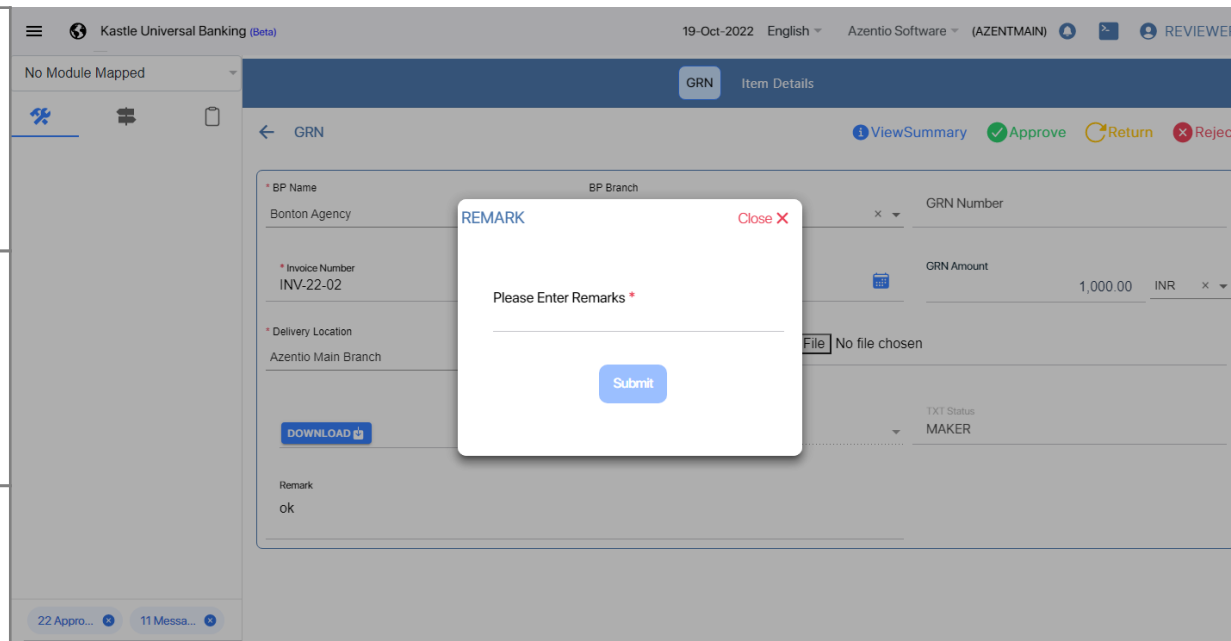 Kastle Universal Banking (Beta) 19-Oct-2022 English Azentio Software (AZENTMAIN) REVIEWER
No Module Mapped
GRN Item Details
GRN ViewSummary Approve Return Rejec
* BP Name BP Branch
Bonton Agency GRN Number
REMARK Close X
* Invoice Number GRN Amount
INV-22-02 1,000.00 INR
Please Enter Remarks *
* Delivery Location
Azentio Main Branch File No file chosen
Submit
TXT Status
DOWNLOAD MAKER
Remark
ok
22 Appro... 11 Messa...